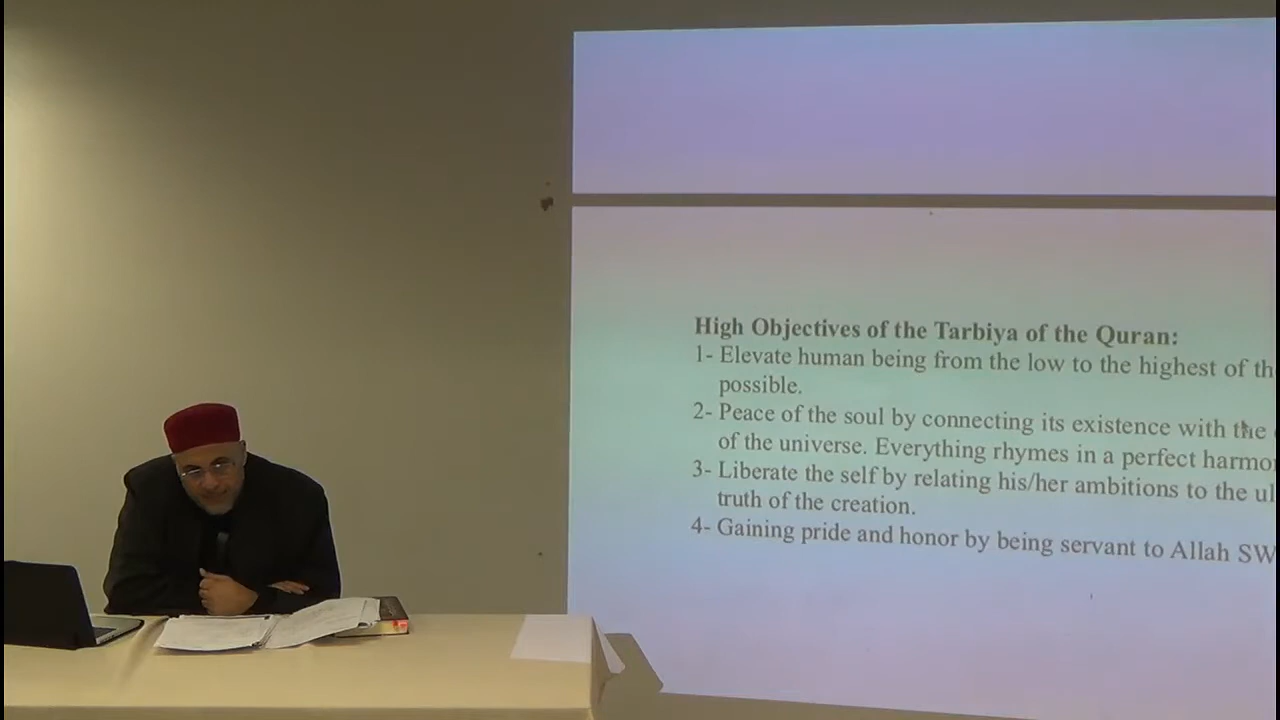 High Objectives of the Tarbiya of the Quran:
1- Elevate human being from the low to the highest of th
possible.
2- Peace of the soul by connecting its existence with the
of the universe. Everything rhymes in a perfect harmo
3- Liberate the self by relating his/her ambitions to the ul
truth of the creation.
4- Gaining pride and honor by being servant to Allah SW